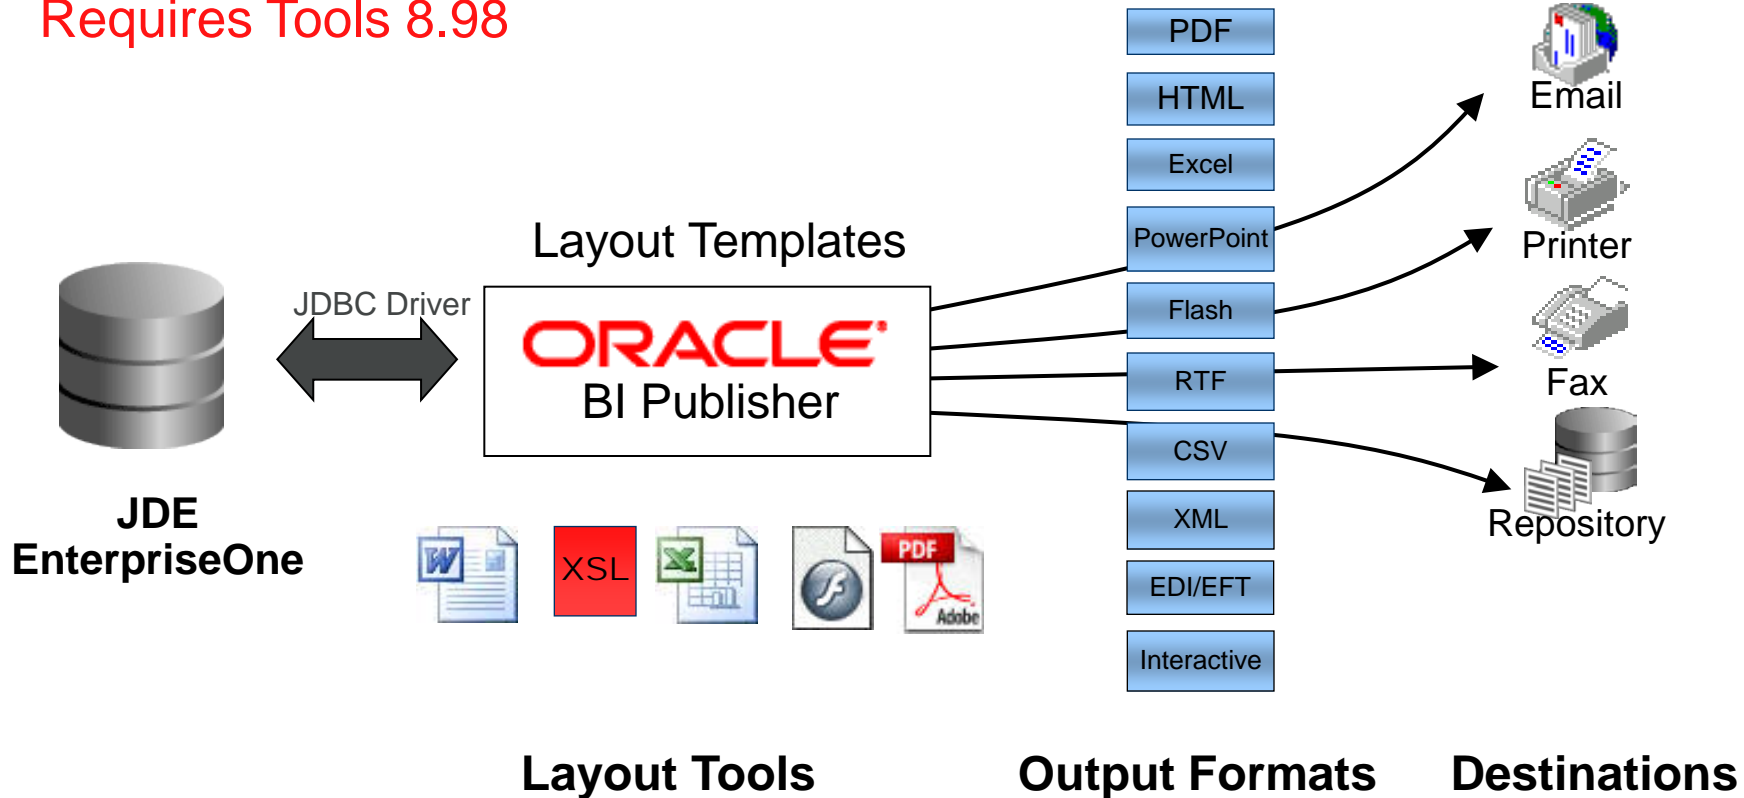 Requires Tools 8.98
JDBC Driver
JDE
EnterpriseOne
Layout Templates
ORACLE
BI Publisher
W
XSL
X
PDF
Adobe
Layout Tools
PDF
HTML
Excel
PowerPoint
Flash
RTF
CSV
XML
EDI/EFT
Interactive
Output Formats
Email
Printer
Fax
Repository
Destinations